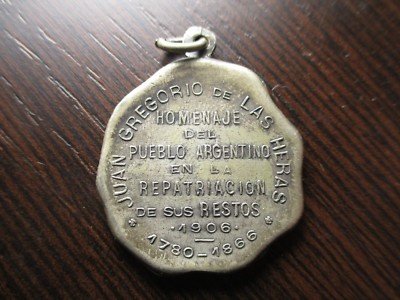 JUAN GREGORIO DE LAS HERAS
HOMENAJE
DEL
PUEBLO ARGENTINO
EN LA
REPATRIACION
DE SUS RESTOS
·1906·
* 1780-1866 *